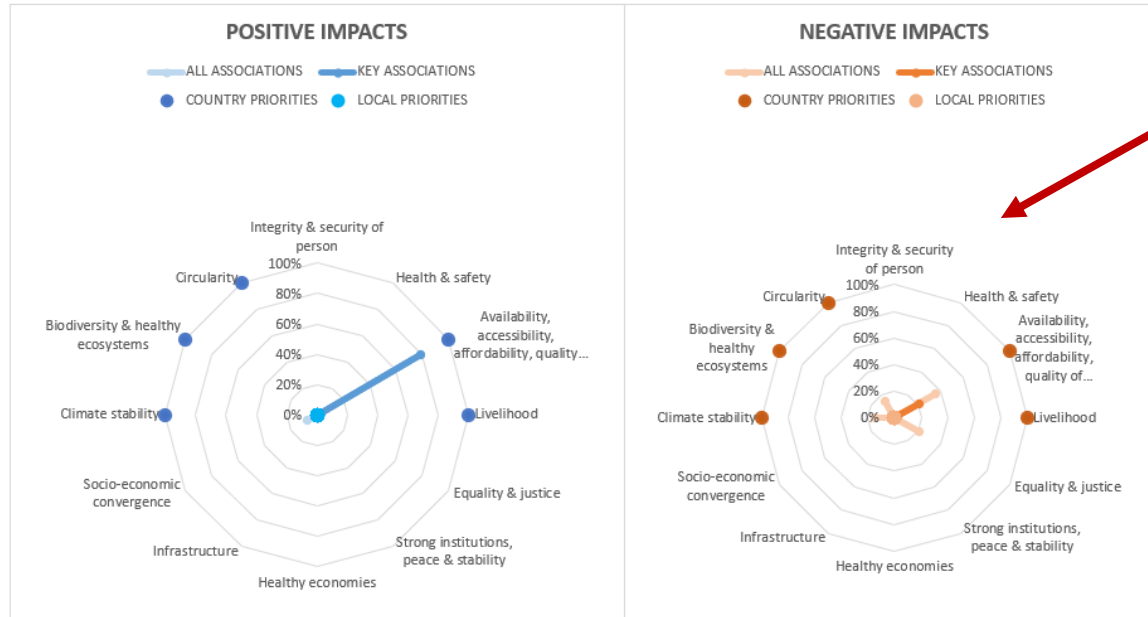 POSITIVE IMPACTS
ALL ASSOCIATIONS
KEY ASSOCIATIONS
COUNTRY PRIORITIES
LOCAL PRIORITIES
Integrity & security of
person
Health & safety
Availability,
accessibility,
affordability, quality...
Livelihood
Equality & justice
Strong institutions,
peace & stability
Healthy economies
Infrastructure
Socio-economic
convergence
Climate stability
Biodiversity & healthy
ecosystems
Circularity
100%
80%
60%
40%
20%
0%
NEGATIVE IMPACTS
ALL ASSOCIATIONS
KEY ASSOCIATIONS
COUNTRY PRIORITIES
LOCAL PRIORITIES
Integrity & security
of person
Health & safety
Availability,
accessibility,
affordability,
quality of...
Livelihood
Equality & justice
Strong institutions,
peace & stability
Healthy economies
Infrastructure
Socio-economic
convergence
Climate stability
Biodiversity &
healthy
ecosystems
Circularity
100%
80%
60%
40%
20%
0%